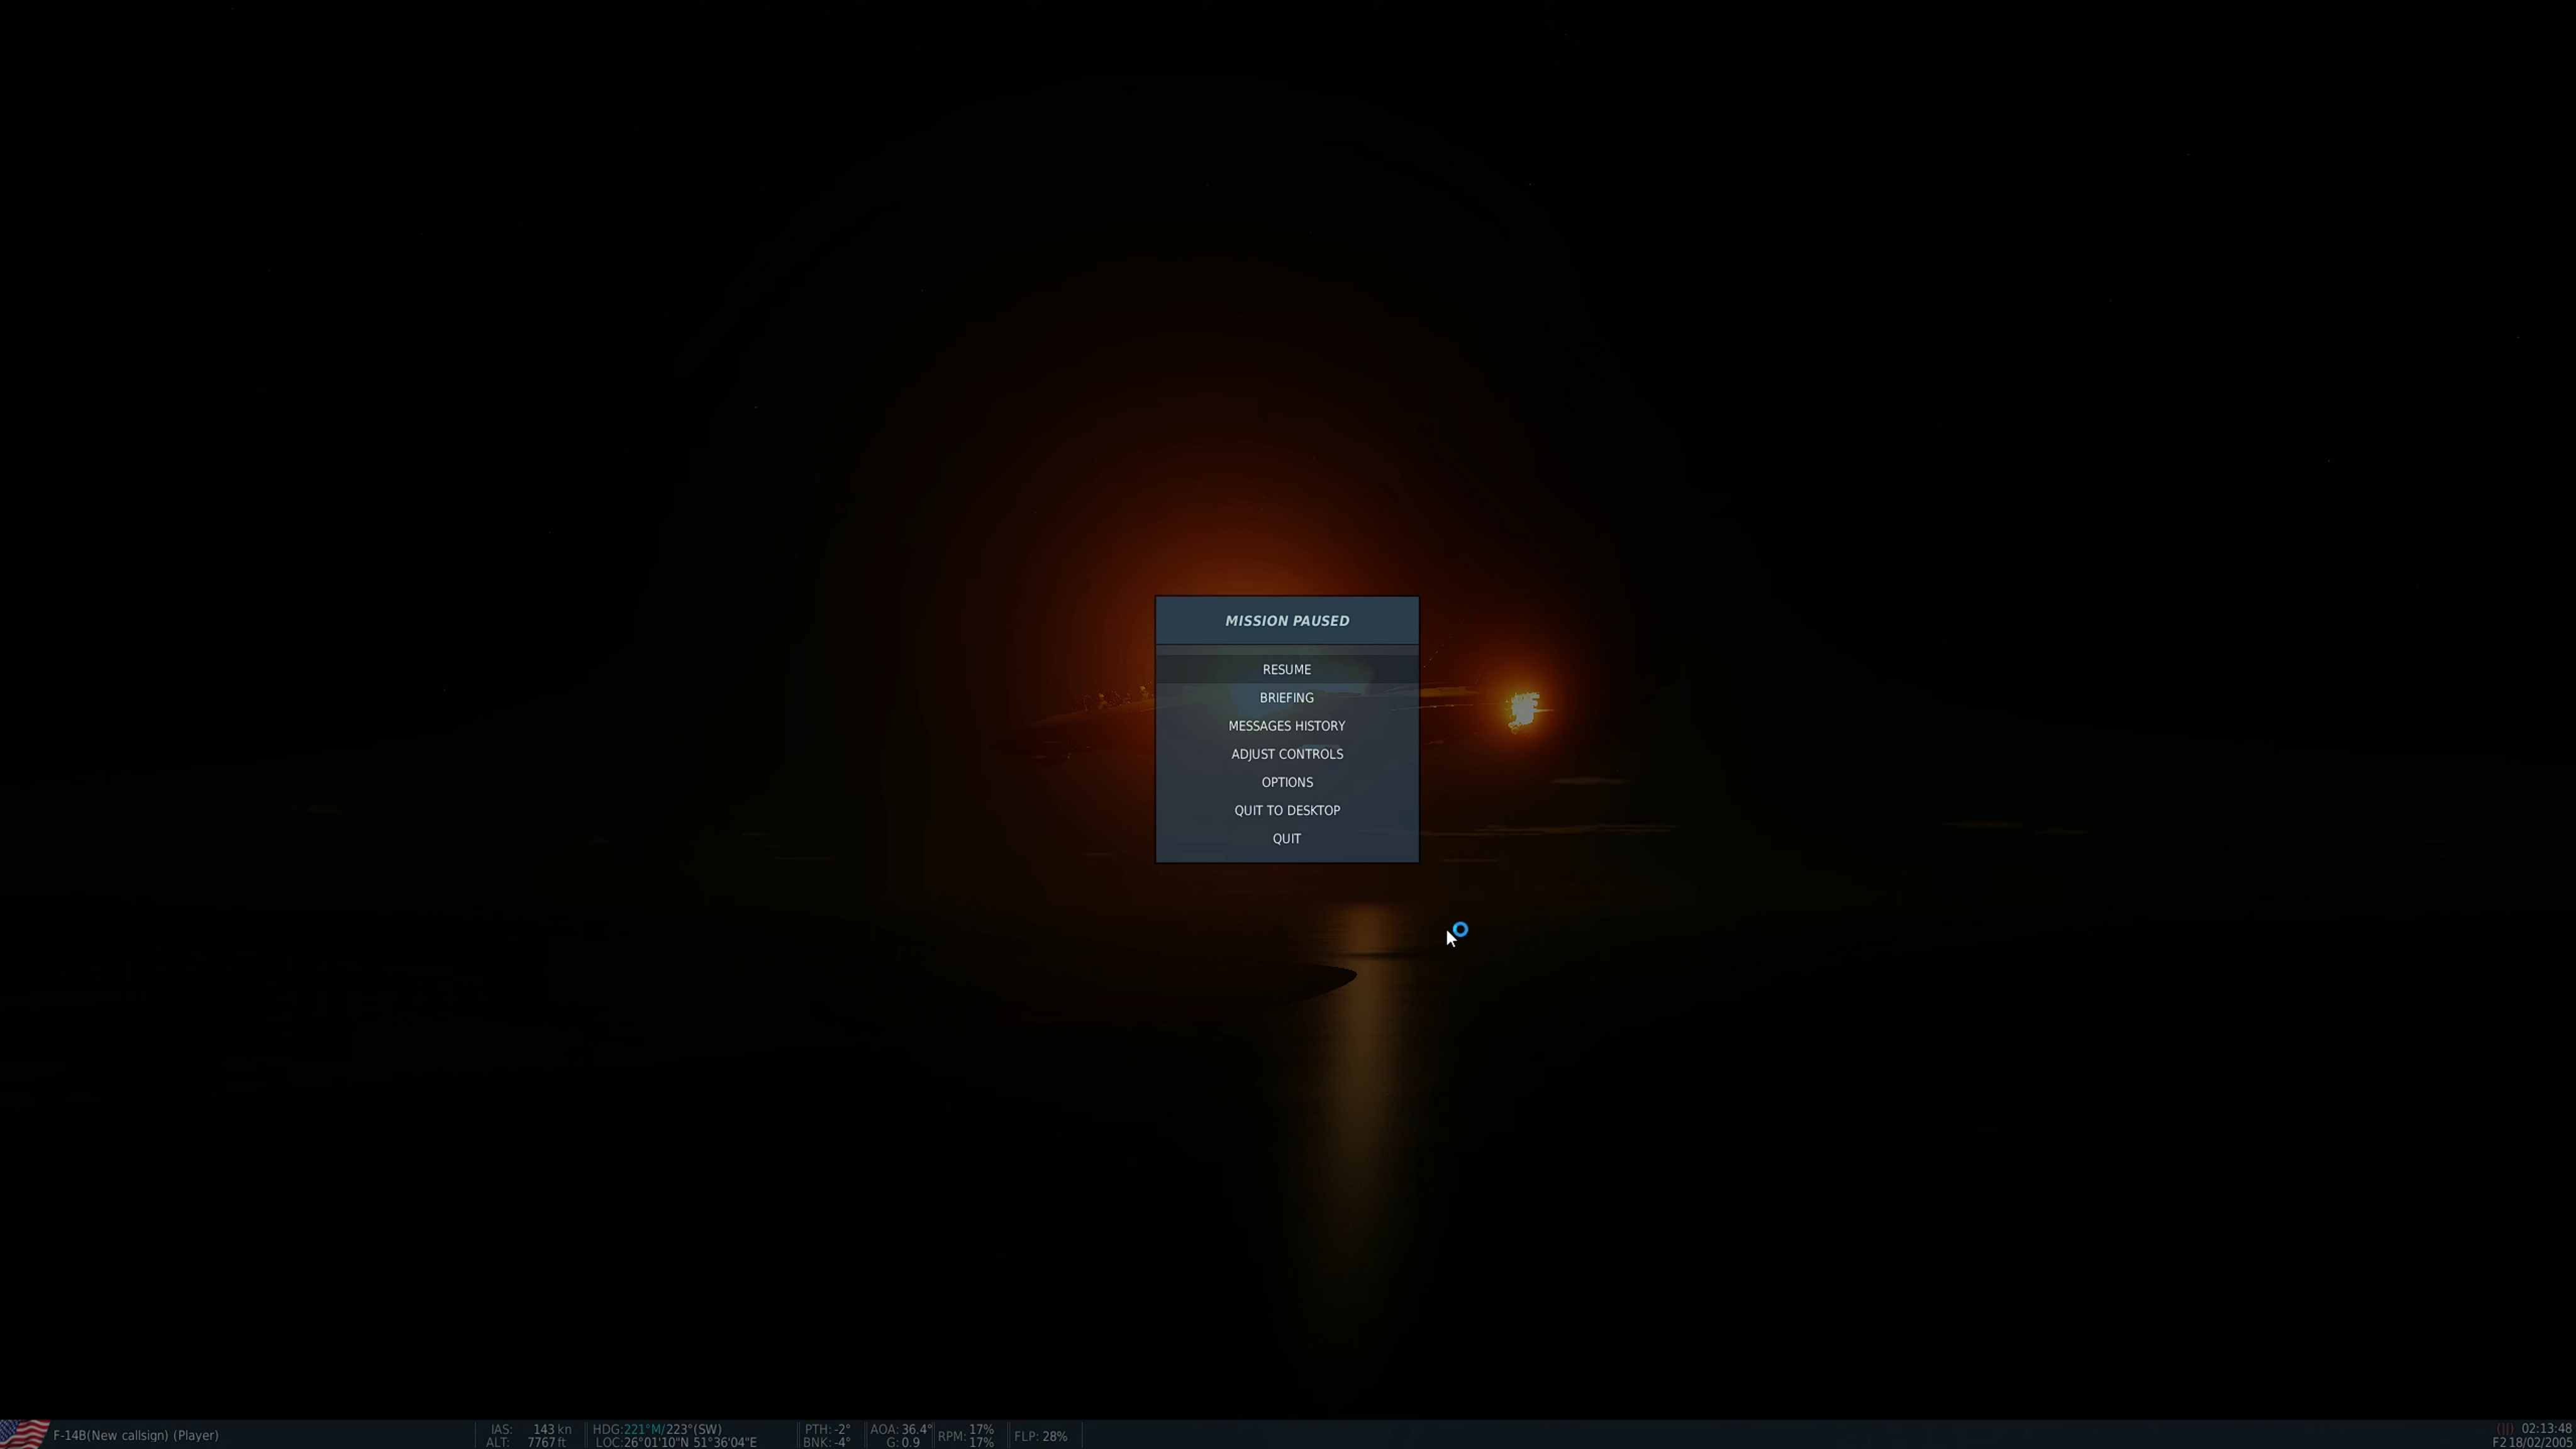 MISSION PAUSED
RESUME
BRIEFING
MESSAGES HISTORY
ADJUST CONTROLS
OPTIONS
QUIT TO DESKTOP
QUIT
F-14B(New callsign) (Player)
IAS: 143 kn
ALT: 7767 ft
HDG:221°M/223°(SW)
LOC:26°01'10"N 51°36'04"E
PTH: -2°
BNK: -4°
AOA: 36.4°
G: 0.9
RPM: 17%
17%
FLP: 28%
(||) 02:13:48
F2 18/02/2005